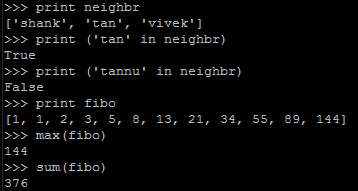 >>> print neighbr
['shank', 'tan', 'vivek']
>>> print ('tan' in neighbr)
True
>>> print ('tannu' in neighbr)
False
>>> print fibo
[1, 1, 2, 3, 5, 8, 13, 21, 34, 55, 89, 144]
>>> max(fibo)
144
>>> sum(fibo)
376